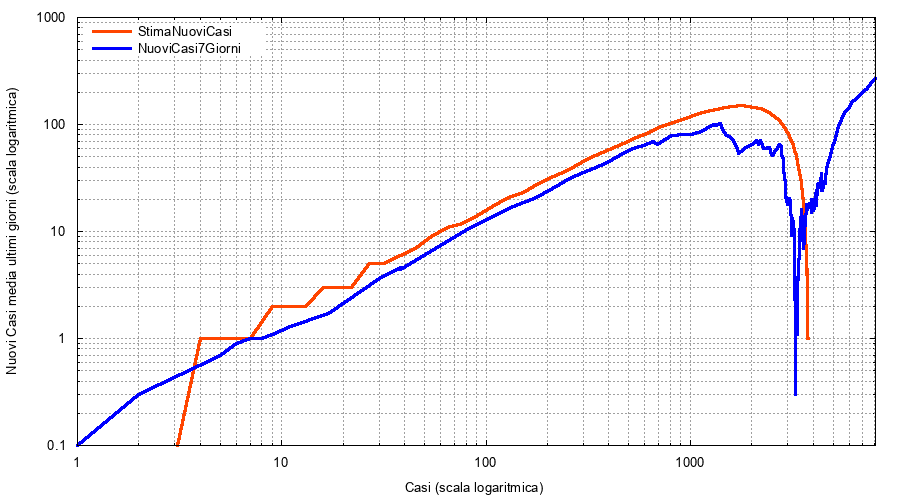 1000
StimaNuoviCasi
NuoviCasi7Giorni
100
10
1
0.1
Nuovi Casi media ultimi giorni (scala logaritmica)
1 10 100 1000
Casi (scala logaritmica)